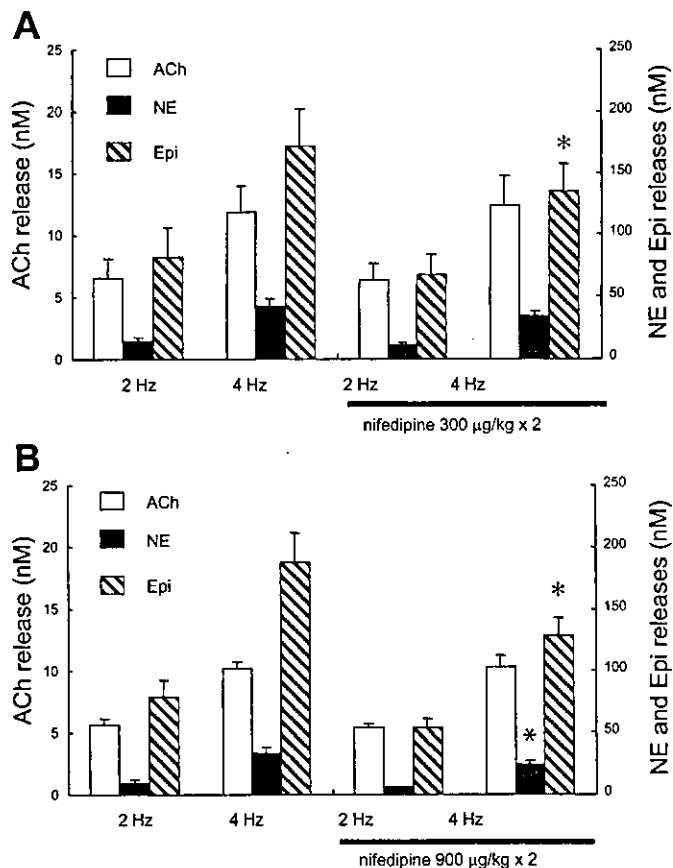 A
25
20
15
10
5
0
ACh release (nM)
ACh
NE
Epi
*
250
200
150
100
50
0
NE and Epi releases (nM)
2 Hz
4 Hz
2 Hz
4 Hz
nifedipine 300 µg/kg x 2
B
25
20
15
10
5
0
ACh release (nM)
ACh
NE
Epi
*
*
250
200
150
100
50
0
NE and Epi releases (nM)
2 Hz
4 Hz
2 Hz
4 Hz
nifedipine 900 µg/kg x 2